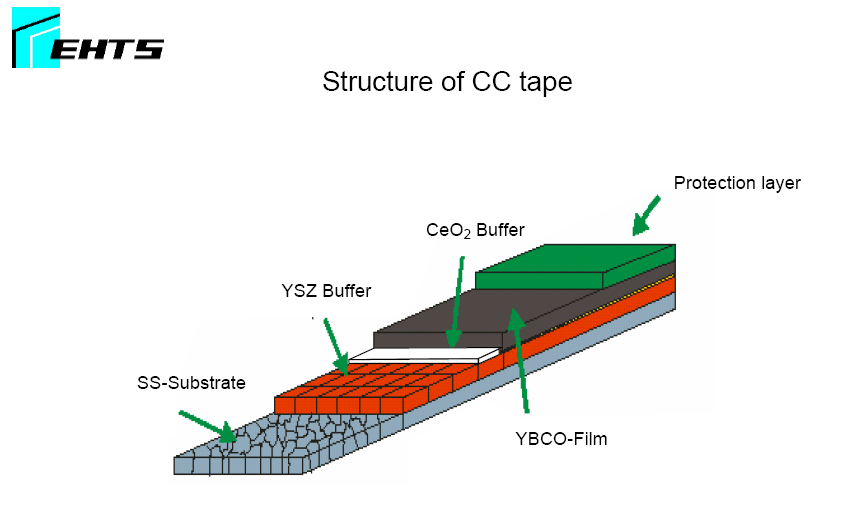 EHTS
Structure of CC tape
Protection layer
CeO₂ Buffer
YSZ Buffer
SS-Substrate
YBCO-Film